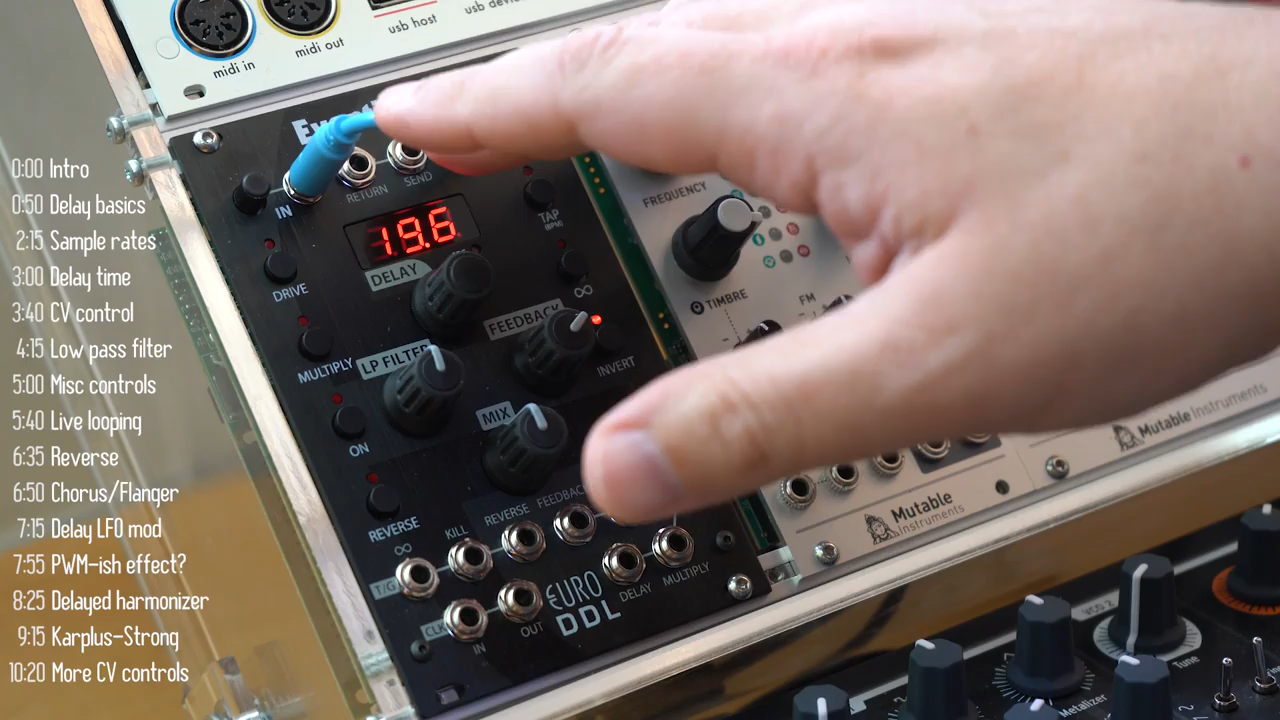 midi in
midi out
usb host
usb
IN
RETURN
SEND
19.6
TAP
(BPM)
DELAY
DRIVE
∞
FEEDBACK
MULTIPLY
LP FILTER
INVERT
MIX
ON
REVERSE
∞
KILL
REVERSE
T/G
CLK
IN
OUT
EURO
DDL
DELAY
MULTIPLY
FREQUENCY
TIMBRE
FM
Mutable
Instruments
Mutable Instruments
VCO 2
Tune
Metalizer
0:00 Intro
0:50 Delay basics
2:15 Sample rates
3:00 Delay time
3:40 CV control
4:15 Low pass filter
5:00 Misc controls
5:40 Live looping
6:35 Reverse
6:50 Chorus/Flanger
7:15 Delay LFO mod
7:55 PWM-ish effect?
8:25 Delayed harmonizer
9:15 Karplus-Strong
10:20 More CV controls